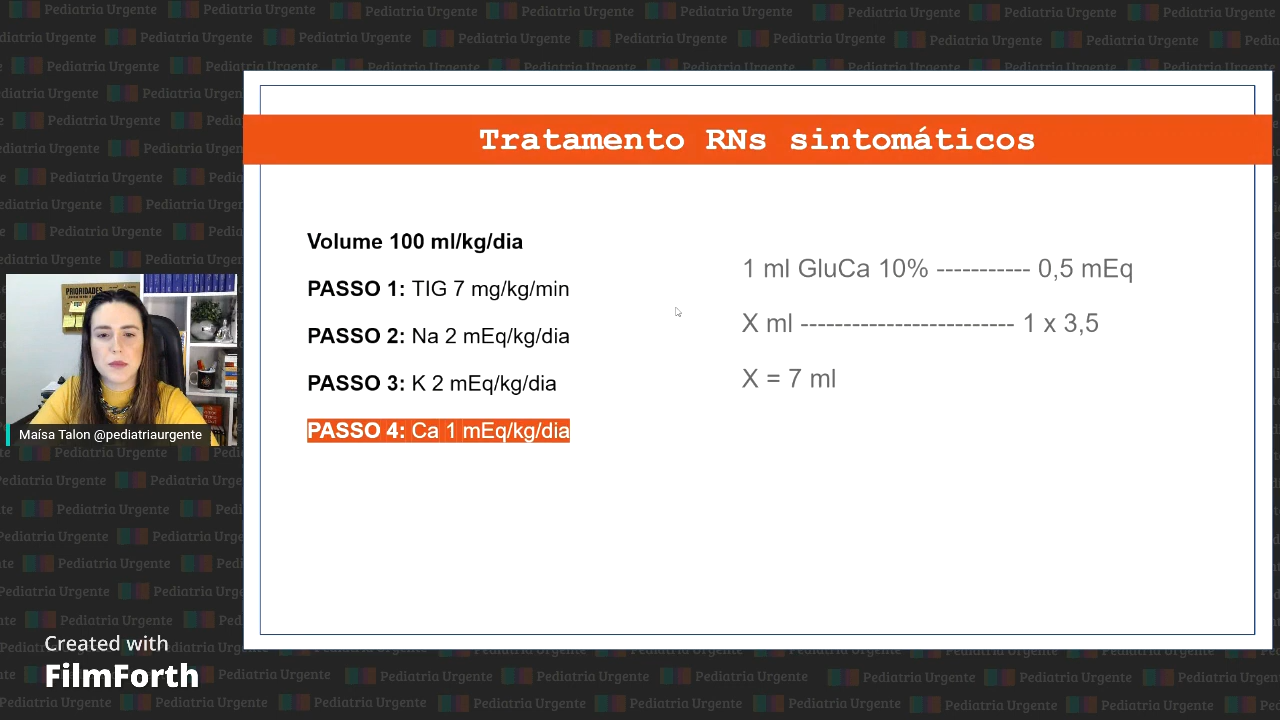 Tratamento RNs sintomáticos
Volume 100 ml/kg/dia
PASSO 1: TIG 7 mg/kg/min
PASSO 2: Na 2 mEq/kg/dia
PASSO 3: K 2 mEq/kg/dia
PASSO 4: Ca 1 mEq/kg/dia
1 ml GluCa 10% ----------- 0,5 mEq
X ml ------------------------- 1 x 3,5
X = 7 ml
PRIORIDADES
Maísa Talon @pediatriaurgente
Pediatria Urgente
Created with
FilmForth